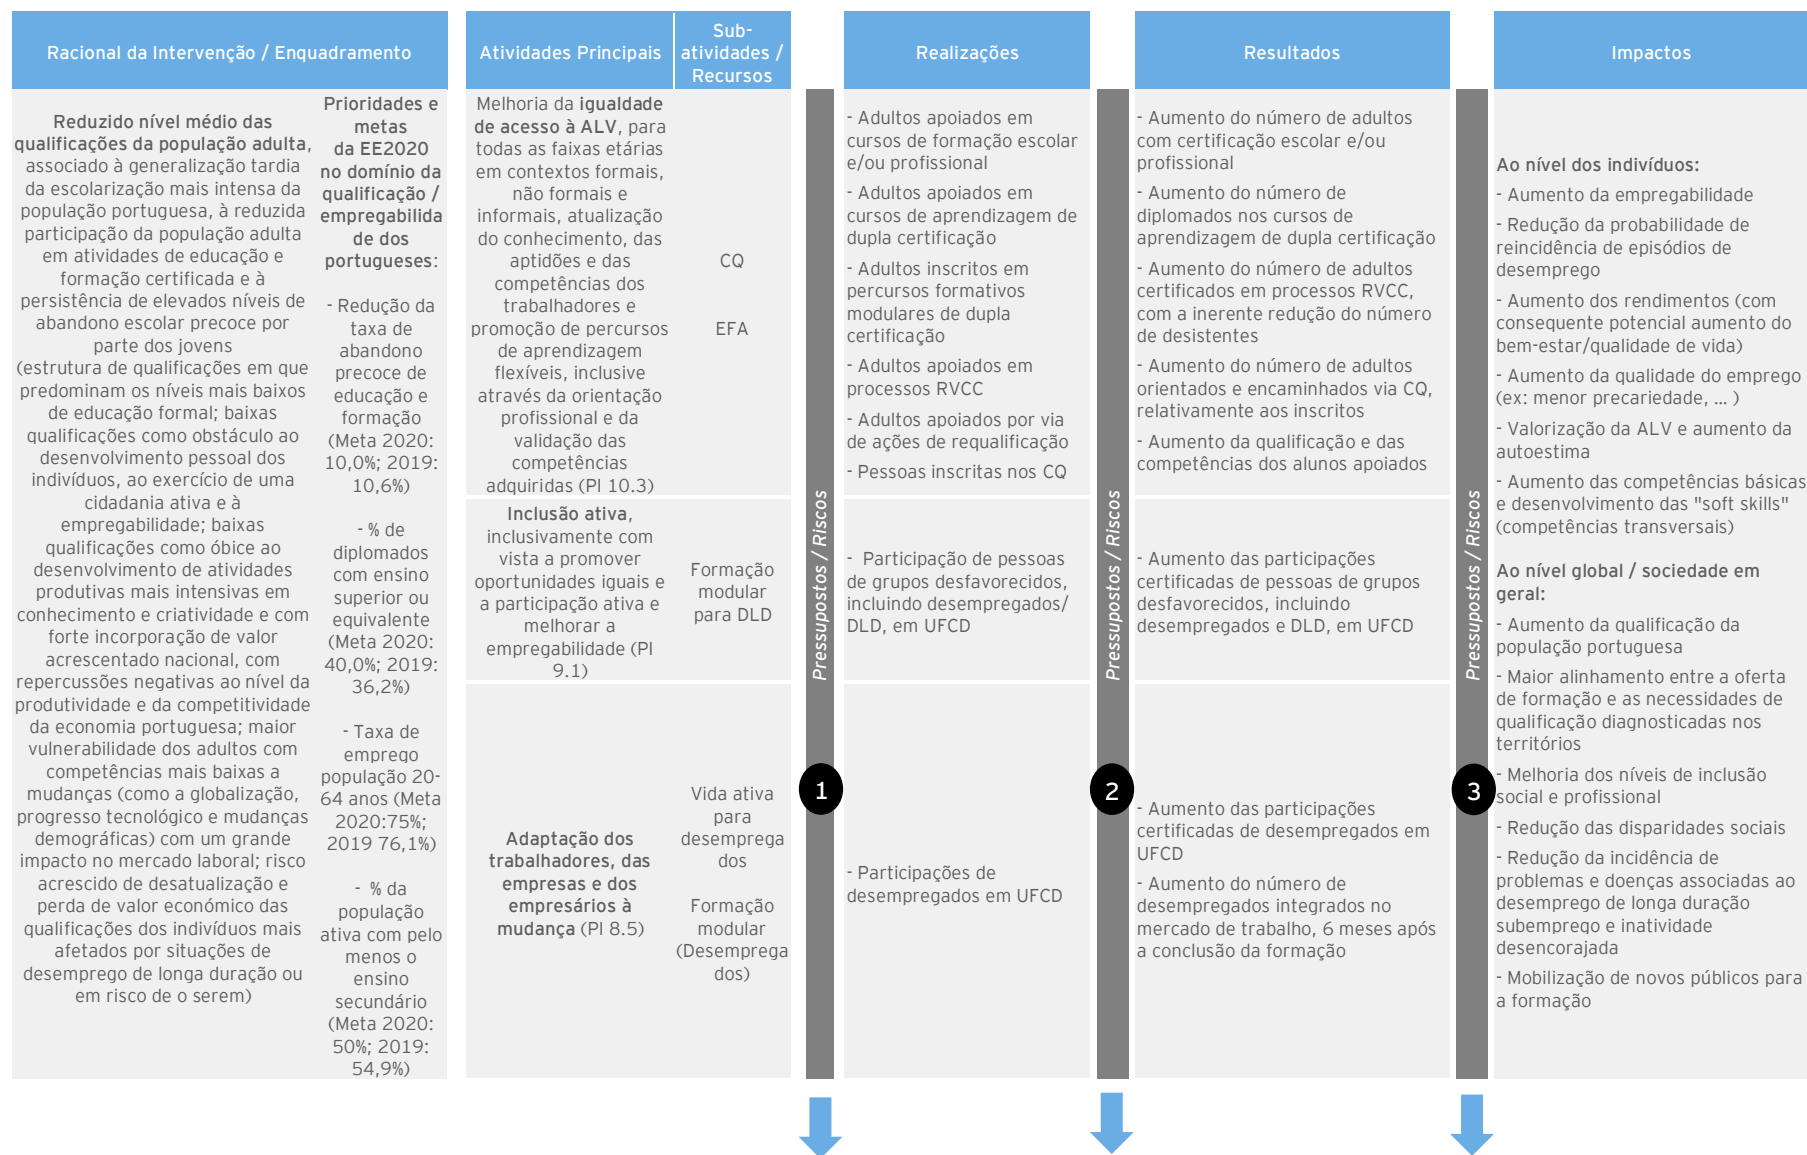 Racional da Intervenção / Enquadramento
Atividades Principais
Sub-
atividades /
Recursos
Realizações
Resultados
Impactos
Reduzido nível médio das
qualificações da população adulta,
associado à generalização tardia
da escolarização mais intensa da
população portuguesa, à reduzida
participação da população adulta
em atividades de educação e
formação certificada e à
persistência de elevados níveis de
abandono escolar precoce por
parte dos jovens
(estrutura de qualificações em que
predominam os níveis mais baixos
de educação formal; baixas
qualificações como obstáculo ao
desenvolvimento pessoal dos
indivíduos, ao exercício de uma
cidadania ativa e à
empregabilidade; baixas
qualificações como óbice ao
desenvolvimento de atividades
produtivas mais intensivas em
conhecimento e criatividade e com
forte incorporação de valor
acrescentado nacional, com
repercussões negativas ao nível da
produtividade e da competitividade
da economia portuguesa; maior
vulnerabilidade dos adultos com
competências mais baixas a
mudanças (como a globalização,
progresso tecnológico e mudanças
demográficas) com um grande
impacto no mercado laboral; risco
acrescido de desatualização e
perda de valor económico das
qualificações dos indivíduos mais
afetados por situações de
desemprego de longa duração ou
em risco de o serem)
Prioridades e
metas
da EE2020
no domínio da
qualificação /
empregabilida
de dos
portugueses:
- Redução da
taxa de
abandono
precoce de
educação e
formação
(Meta 2020:
10,0%; 2019:
10,6%)
- % de
diplomados
com ensino
superior ou
equivalente
(Meta 2020:
40,0%; 2019:
36,2%)
- Taxa de
emprego
população 20-
64 anos (Meta
2020:75%;
2019 76,1%)
- % da
população
ativa com pelo
menos o
ensino
secundário
(Meta 2020:
50%; 2019:
54,9%)
Melhoria da igualdade
de acesso à ALV, para
todas as faixas etárias
em contextos formais,
não formais e
informais, atualização
do conhecimento, das
aptidões e das
competências dos
trabalhadores e
promoção de percursos
de aprendizagem
flexíveis, inclusive
através da orientação
profissional e da
validação das
competências
adquiridas (PI 10.3)
CQ
EFA
Inclusão ativa,
inclusivamente com
vista a promover
oportunidades iguais e
a participação ativa e
melhorar a
empregabilidade (PI
9.1)
Formação
modular
para DLD
Adaptação dos
trabalhadores, das
empresas e dos
empresários à
mudança (PI 8.5)
Vida ativa
para
desemprega
dos
Formação
modular
(Desemprega
dos)
Pressupostos / Riscos
1
- Adultos apoiados em
cursos de formação escolar
e/ou profissional
- Adultos apoiados em
cursos de aprendizagem de
dupla certificação
- Adultos inscritos em
percursos formativos
modulares de dupla
certificação
- Adultos apoiados em
processos RVCC
- Adultos apoiados por via
de ações de requalificação
- Pessoas inscritas nos CQ
- Participação de pessoas
de grupos desfavorecidos,
incluindo desempregados/
DLD, em UFCD
- Participações de
desempregados em UFCD
Pressupostos / Riscos
2
- Aumento do número de adultos
com certificação escolar e/ou
profissional
- Aumento do número de
diplomados nos cursos de
aprendizagem de dupla certificação
- Aumento do número de adultos
certificados em processos RVCC,
com a inerente redução do número
de desistentes
- Aumento do número de adultos
orientados e encaminhados via CQ,
relativamente aos inscritos
- Aumento da qualificação e das
competências dos alunos apoiados
- Aumento das participações
certificadas de pessoas de grupos
desfavorecidos, incluindo
desempregados e DLD, em UFCD
- Aumento das participações
certificadas de desempregados em
UFCD
- Aumento do número de
desempregados integrados no
mercado de trabalho, 6 meses após
a conclusão da formação
Pressupostos / Riscos
3
Ao nível dos indivíduos:
- Aumento da empregabilidade
- Redução da probabilidade de
reincidência de episódios de
desemprego
- Aumento dos rendimentos (com
consequente potencial aumento do
bem-estar/qualidade de vida)
- Aumento da qualidade do emprego
(ex: menor precariedade, ... )
- Valorização da ALV e aumento da
autoestima
- Aumento das competências básicas
e desenvolvimento das "soft skills"
(competências transversais)
Ao nível global / sociedade em
geral:
- Aumento da qualificação da
população portuguesa
- Maior alinhamento entre a oferta
de formação e as necessidades de
qualificação diagnosticadas nos
territórios
- Melhoria dos níveis de inclusão
social e profissional
- Redução das disparidades sociais
- Redução da incidência de
problemas e doenças associadas ao
desemprego de longa duração
subemprego e inatividade
desencorajada
- Mobilização de novos públicos para
a formação